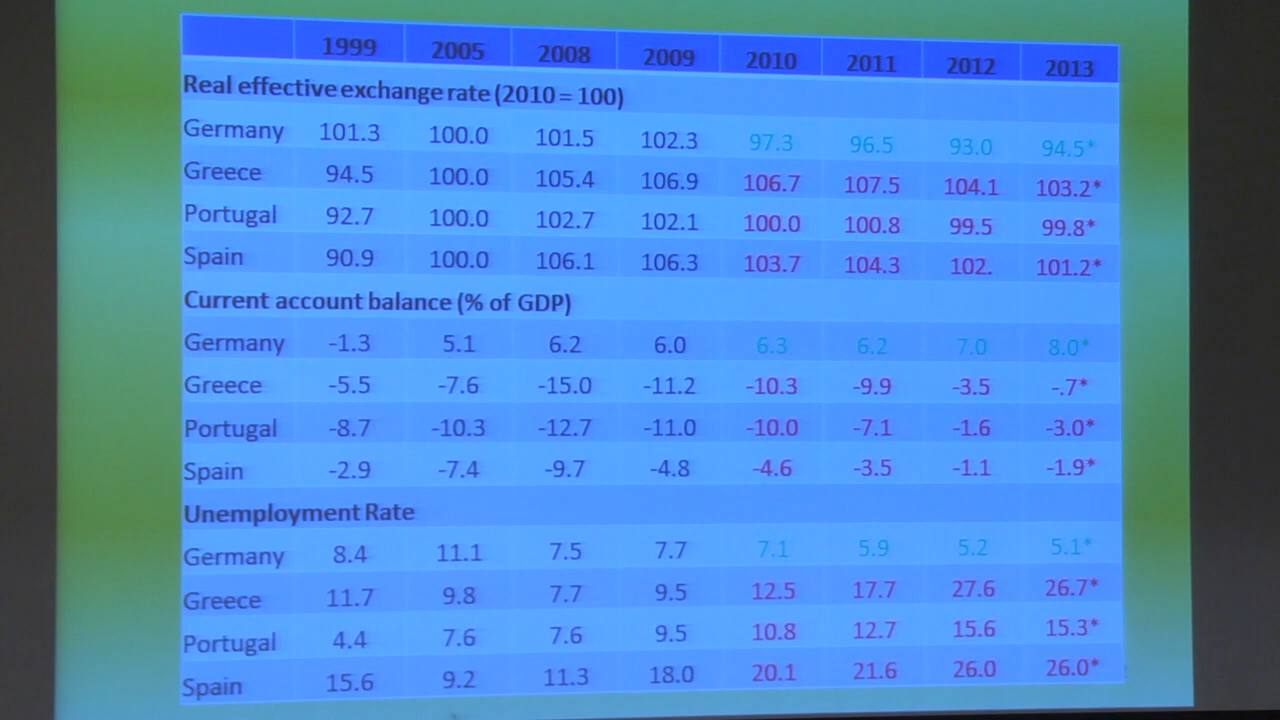 1999 2005 2008 2009 2010 2011 2012 2013
Real effective exchange rate (2010 = 100)
Germany 101.3 100.0 101.5 102.3 97.3 96.5 93.0 94.5*
Greece 94.5 100.0 105.4 106.9 106.7 107.5 104.1 103.2*
Portugal 92.7 100.0 102.7 102.1 100.0 100.8 99.5 99.8*
Spain 90.9 100.0 106.1 106.3 103.7 104.3 102. 101.2*
Current account balance (% of GDP)
Germany -1.3 5.1 6.2 6.0 6.3 6.2 7.0 8.0*
Greece -5.5 -7.6 -15.0 -11.2 -10.3 -9.9 -3.5 -.7*
Portugal -8.7 -10.3 -12.7 -11.0 -10.0 -7.1 -1.6 -3.0*
Spain -2.9 -7.4 -9.7 -4.8 -4.6 -3.5 -1.1 -1.9*
Unemployment Rate
Germany 8.4 11.1 7.5 7.7 7.1 5.9 5.2 5.1*
Greece 11.7 9.8 7.7 9.5 12.5 17.7 27.6 26.7*
Portugal 4.4 7.6 7.6 9.5 10.8 12.7 15.6 15.3*
Spain 15.6 9.2 11.3 18.0 20.1 21.6 26.0 26.0*